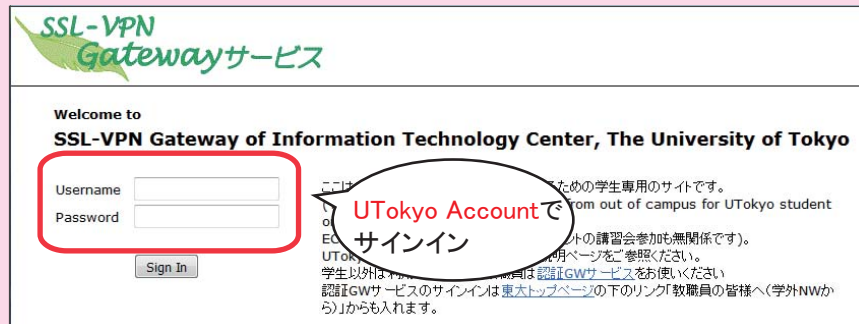 SSL-VPN
Gatewayサービス
Welcome to
SSL-VPN Gateway of Information Technology Center, The University of Tokyo
Username
Password
Sign In
UTokyo Accountで
サインイン
ここは
ための学生専用のサイトです。
from out of campus for UTokyo student
トの講習会参加も無関係です)。
UTok
明ページをご参照ください。
学生以外は
は認証GWサービスをお使いください
認証GWサービスのサインインは東大トップページの下のリンク「教職員の皆様へ(学外NWか
ら)」からも入れます。